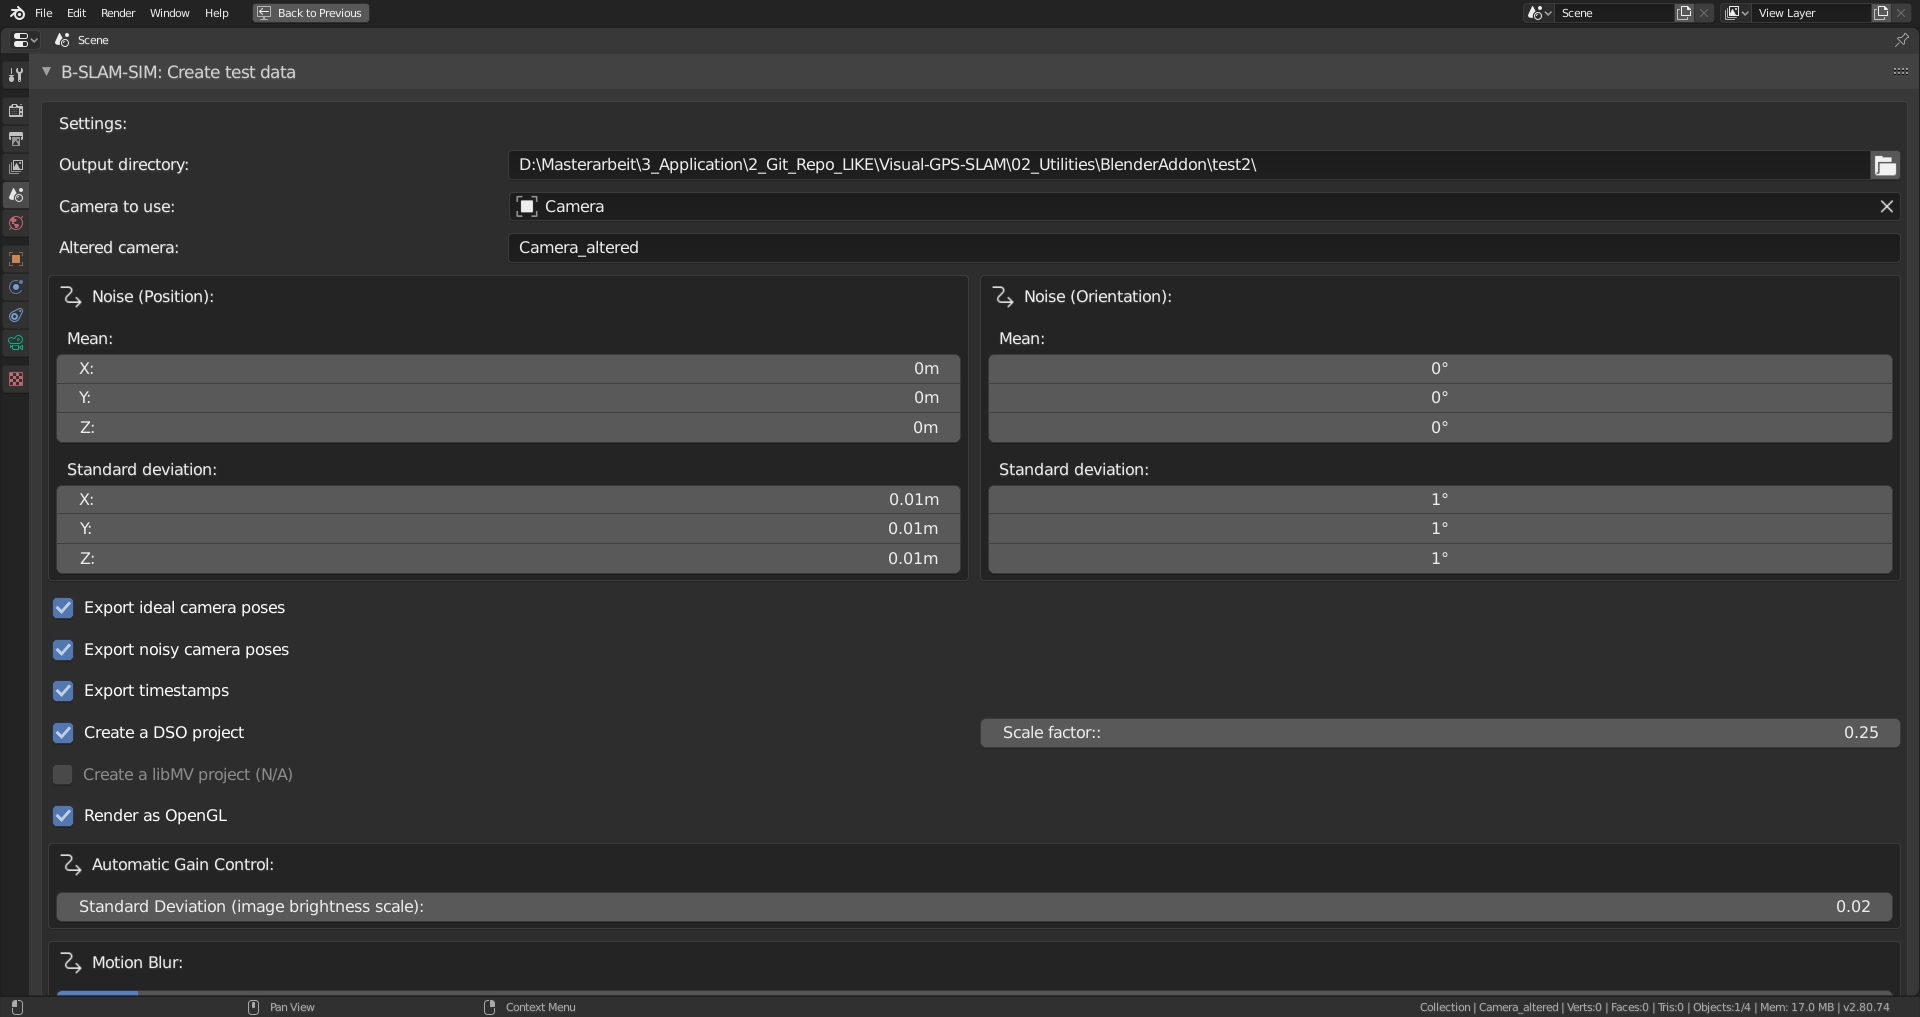 File Edit Render Window Help Back to Previous Scene View Layer
Scene
B-SLAM-SIM: Create test data
Settings:
Output directory: D:\Masterarbeit\3_Application\2_Git_Repo_LIKE\Visual-GPS-SLAM\02_Utilities\BlenderAddon\test2\
Camera to use: Camera
Altered camera: Camera_altered
Noise (Position): Noise (Orientation):
Mean: Mean:
X: 0m 0°
Y: 0m 0°
Z: 0m 0°
Standard deviation: Standard deviation:
X: 0.01m 1°
Y: 0.01m 1°
Z: 0.01m 1°
Export ideal camera poses
Export noisy camera poses
Export timestamps
Create a DSO project Scale factor:: 0.25
Create a libMV project (N/A)
Render as OpenGL
Automatic Gain Control:
Standard Deviation (image brightness scale): 0.02
Motion Blur:
Pan View Context Menu Collection | Camera_altered | Verts:0 | Faces:0 | Tris:0 | Objects:1/4 | Mem: 17.0 MB | v2.80.74